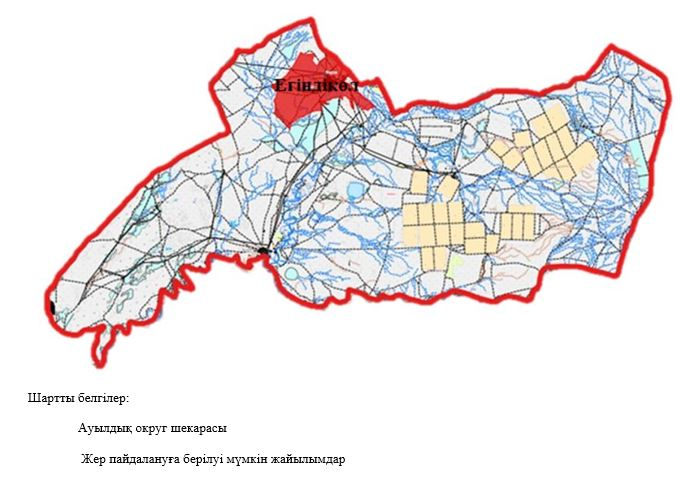 Егіндікөл
Шартты белгілер:
Ауылдық округ шекарасы
Жер пайдалануға берілуі мүмкін жайылымдар